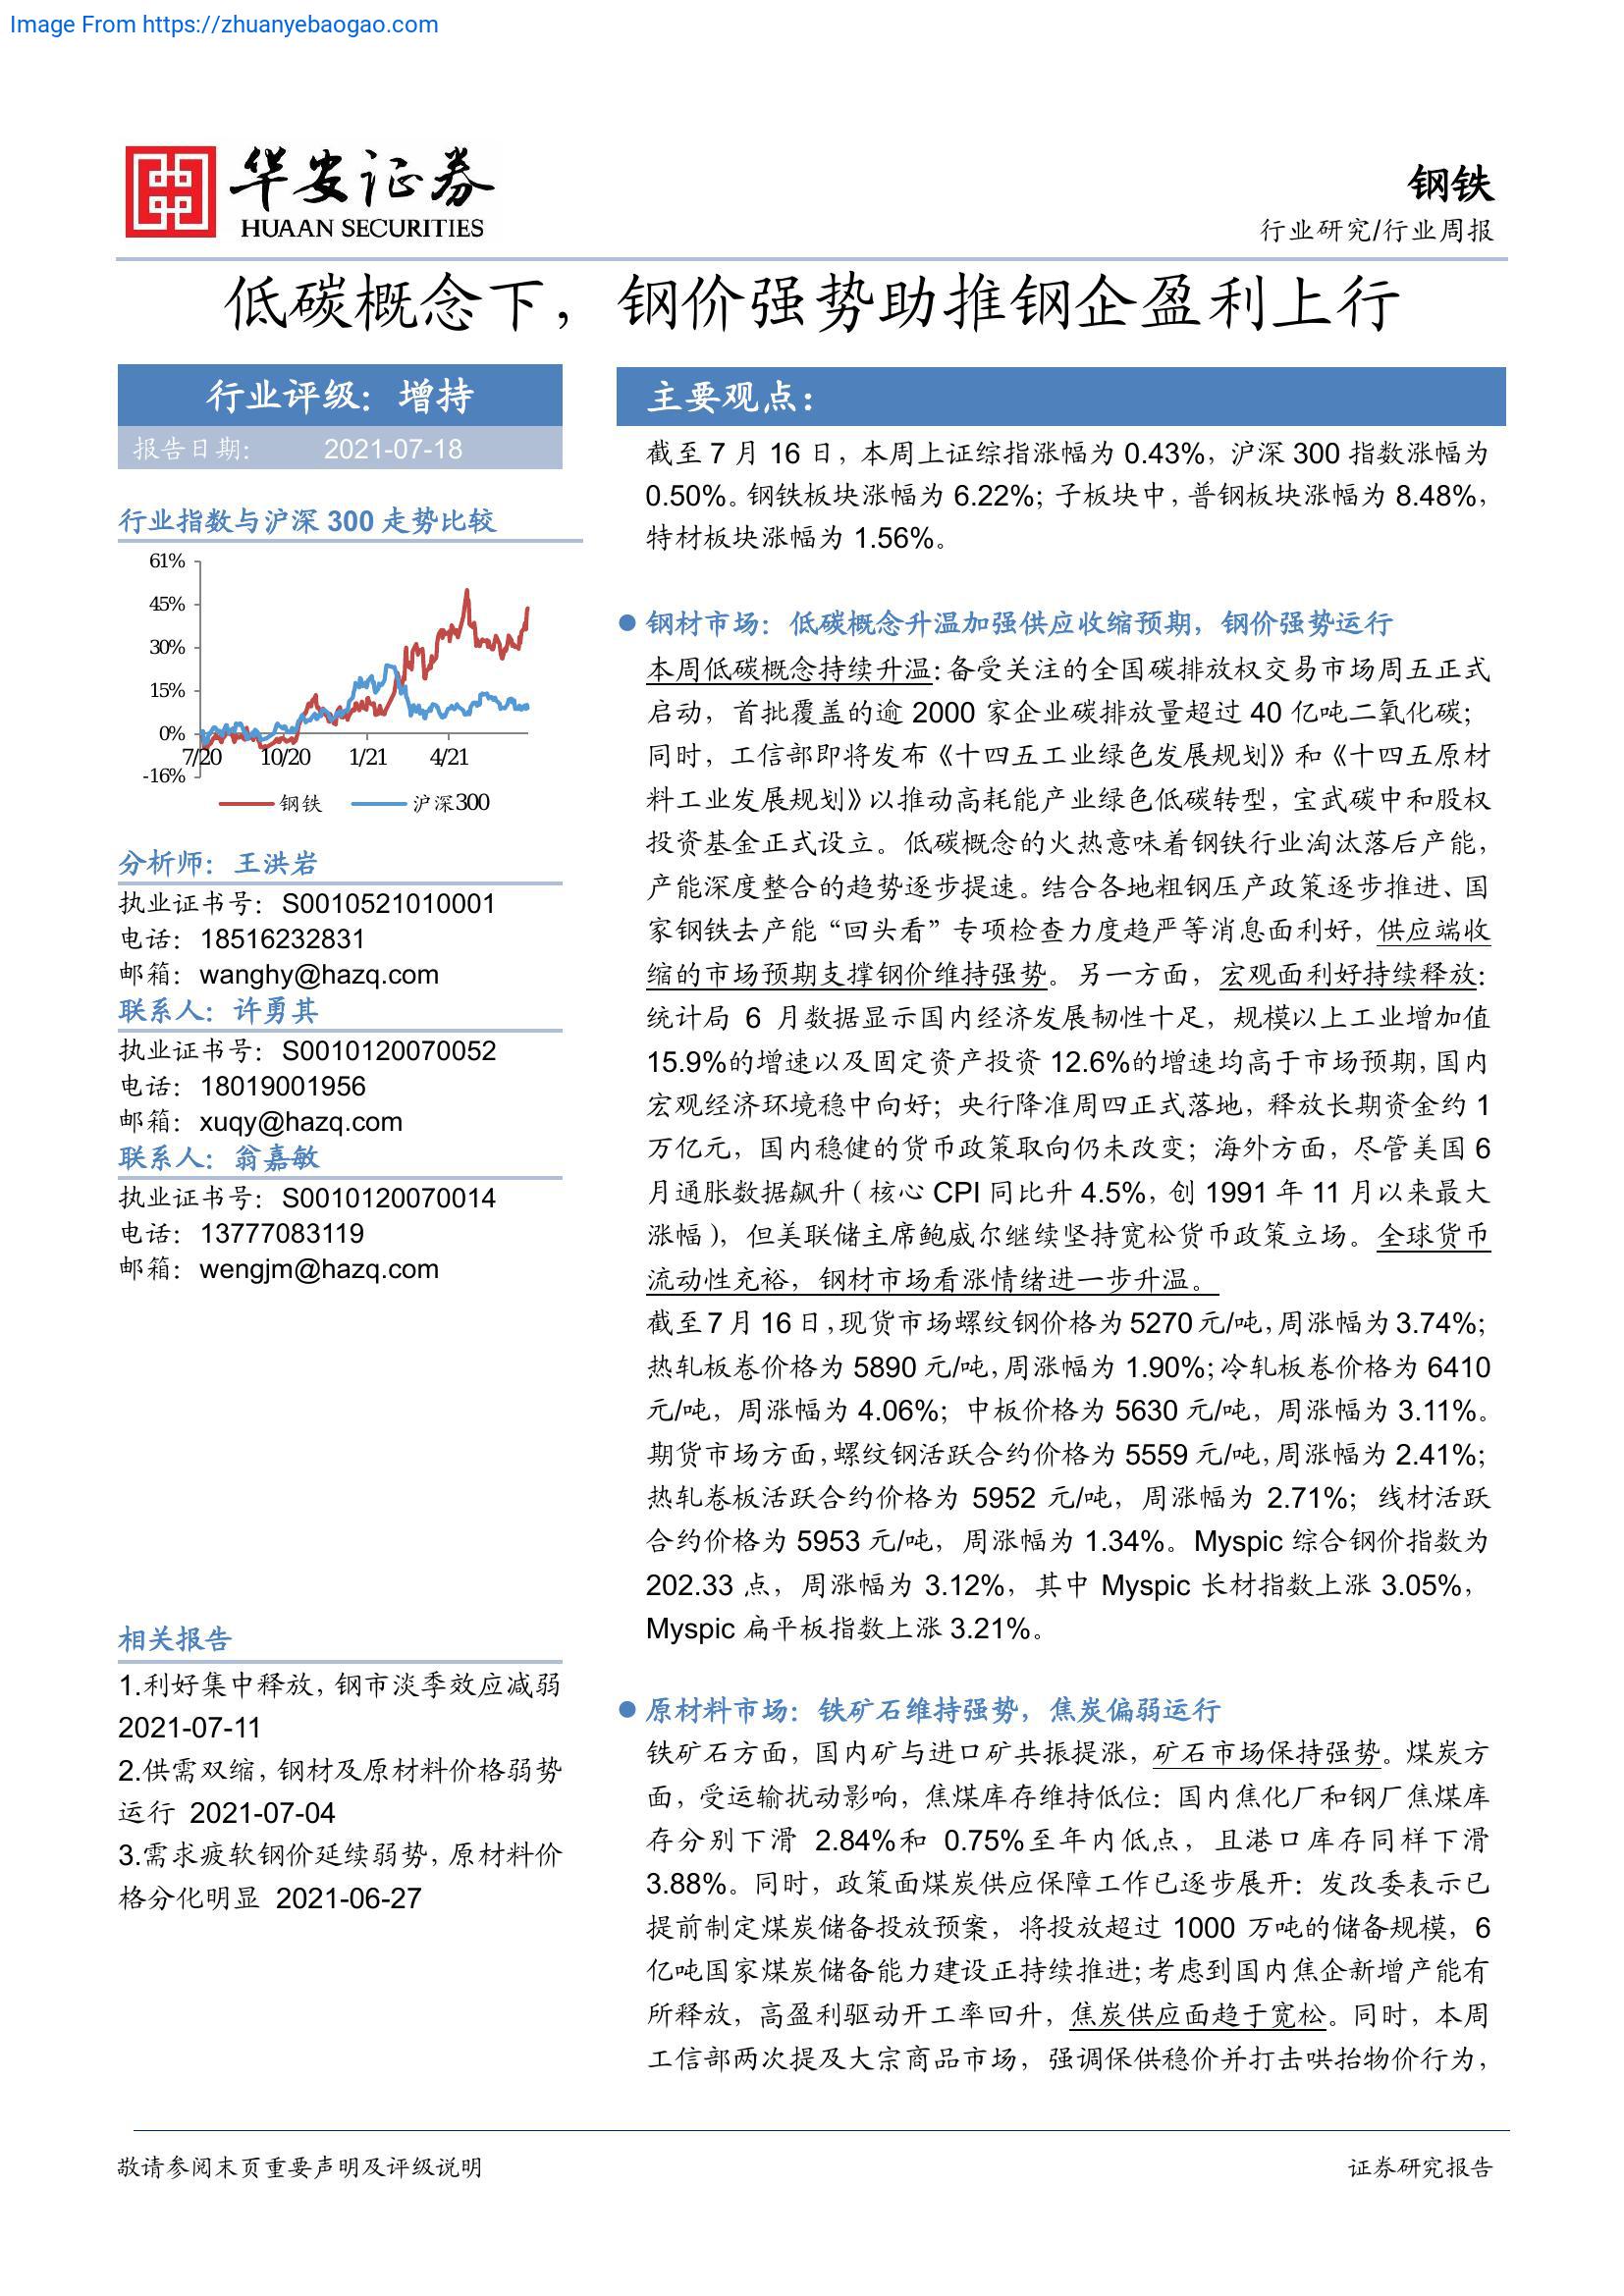 Image From https://zhuanyebaogao.com
华安证券
HUAAN SECURITIES
钢铁
行业研究/行业周报
低碳概念下，钢价强势助推钢企盈利上行
行业评级：增持
报告日期： 2021-07-18
行业指数与沪深 300 走势比较
61%
45%
30%
15%
0%
-16%
7/20 10/20 1/21 4/21
钢铁 沪深300
分析师：王洪岩
执业证书号：S0010521010001
电话：18516232831
邮箱：wanghy@hazq.com
联系人：许勇其
执业证书号：S0010120070052
电话：18019001956
邮箱：xuqy@hazq.com
联系人：翁嘉敏
执业证书号：S0010120070014
电话：13777083119
邮箱：wengjm@hazq.com
相关报告
1.利好集中释放，钢市淡季效应减弱
2021-07-11
2.供需双缩，钢材及原材料价格弱势
运行 2021-07-04
3.需求疲软钢价延续弱势，原材料价
格分化明显 2021-06-27
主要观点：
截至 7 月 16 日，本周上证综指涨幅为 0.43%，沪深 300 指数涨幅为
0.50%。钢铁板块涨幅为 6.22%；子板块中，普钢板块涨幅为 8.48%，
特材板块涨幅为 1.56%。
● 钢材市场：低碳概念升温加强供应收缩预期，钢价强势运行
本周低碳概念持续升温：备受关注的全国碳排放权交易市场周五正式
启动，首批覆盖的逾 2000 家企业碳排放量超过 40 亿吨二氧化碳；
同时，工信部即将发布《十四五工业绿色发展规划》和《十四五原材
料工业发展规划》以推动高耗能产业绿色低碳转型，宝武碳中和股权
投资基金正式设立。低碳概念的火热意味着钢铁行业淘汰落后产能，
产能深度整合的趋势逐步提速。结合各地粗钢压产政策逐步推进、国
家钢铁去产能“回头看”专项检查力度趋严等消息面利好，供应端收
缩的市场预期支撑钢价维持强势。另一方面，宏观面利好持续释放：
统计局 6 月数据显示国内经济发展韧性十足，规模以上工业增加值
15.9%的增速以及固定资产投资 12.6%的增速均高于市场预期，国内
宏观经济环境稳中向好；央行降准周四正式落地，释放长期资金约 1
万亿元，国内稳健的货币政策取向仍未改变；海外方面，尽管美国 6
月通胀数据飙升（核心 CPI 同比升 4.5%，创 1991 年 11 月以来最大
涨幅），但美联储主席鲍威尔继续坚持宽松货币政策立场。全球货币
流动性充裕，钢材市场看涨情绪进一步升温。
截至 7 月 16 日，现货市场螺纹钢价格为 5270 元/吨，周涨幅为 3.74%；
热轧板卷价格为 5890 元/吨，周涨幅为 1.90%；冷轧板卷价格为 6410
元/吨，周涨幅为 4.06%；中板价格为 5630 元/吨，周涨幅为 3.11%。
期货市场方面，螺纹钢活跃合约价格为 5559 元/吨，周涨幅为 2.41%；
热轧卷板活跃合约价格为 5952 元/吨，周涨幅为 2.71%；线材活跃
合约价格为 5953 元/吨，周涨幅为 1.34%。Myspic 综合钢价指数为
202.33 点，周涨幅为 3.12%，其中 Myspic 长材指数上涨 3.05%，
Myspic 扁平板指数上涨 3.21%。
● 原材料市场：铁矿石维持强势，焦炭偏弱运行
铁矿石方面，国内矿与进口矿共振提涨，矿石市场保持强势。煤炭方
面，受运输扰动影响，焦煤库存维持低位：国内焦化厂和钢厂焦煤库
存分别下滑 2.84%和 0.75%至年内低点，且港口库存同样下滑
3.88%。同时，政策面煤炭供应保障工作已逐步展开：发改委表示已
提前制定煤炭储备投放预案，将投放超过 1000 万吨的储备规模，6
亿吨国家煤炭储备能力建设正持续推进；考虑到国内焦企新增产能有
所释放，高盈利驱动开工率回升，焦炭供应面趋于宽松。同时，本周
工信部两次提及大宗商品市场，强调保供稳价并打击哄抬物价行为，
敬请参阅末页重要声明及评级说明
证券研究报告